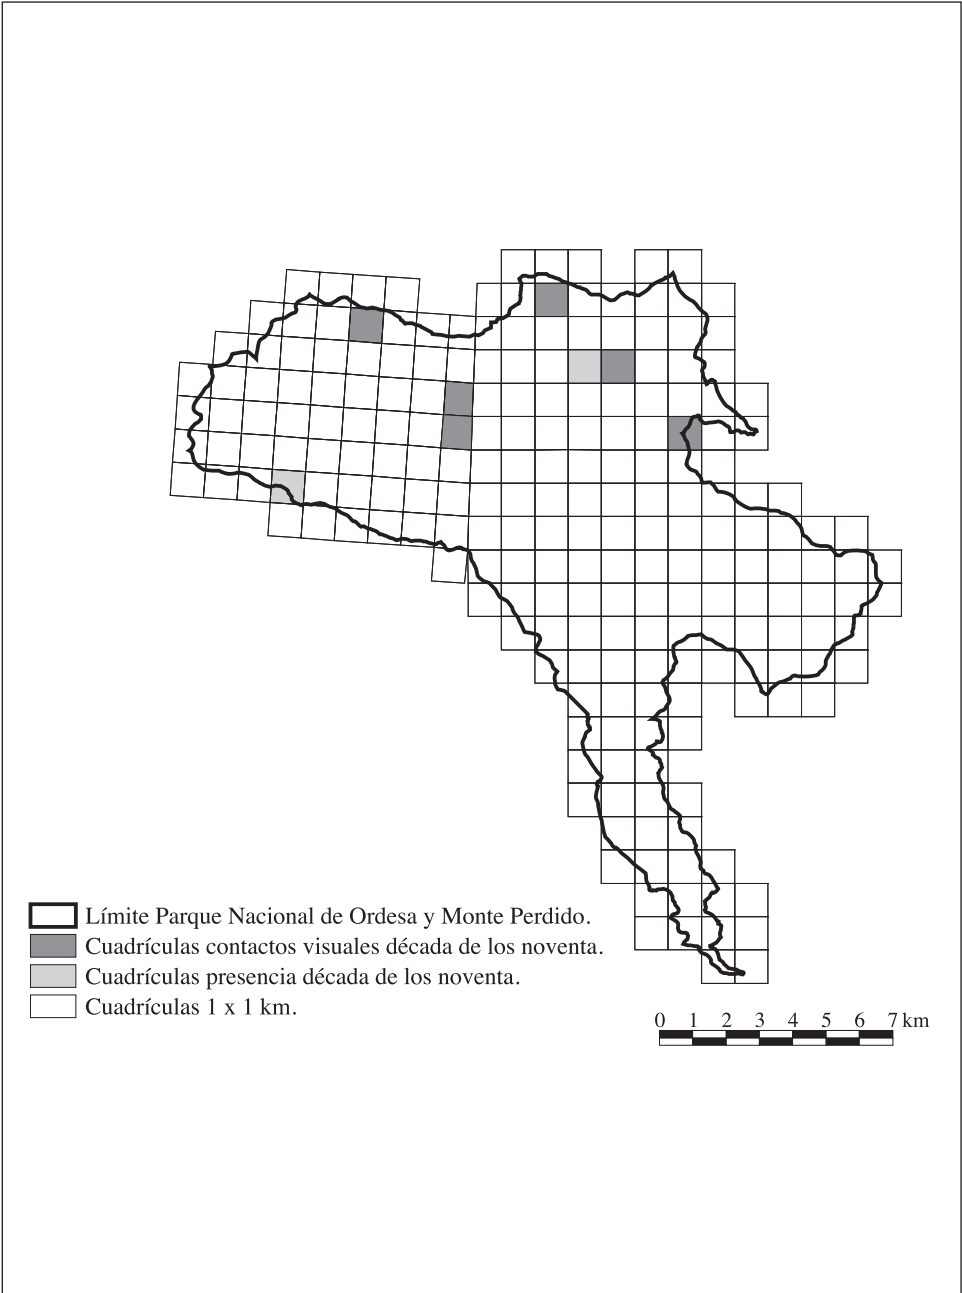 Límite Parque Nacional de Ordesa y Monte Perdido.
Cuadrículas contactos visuales década de los noventa.
Cuadrículas presencia década de los noventa.
Cuadrículas 1 x 1 km.
0 1 2 3 4 5 6 7 km